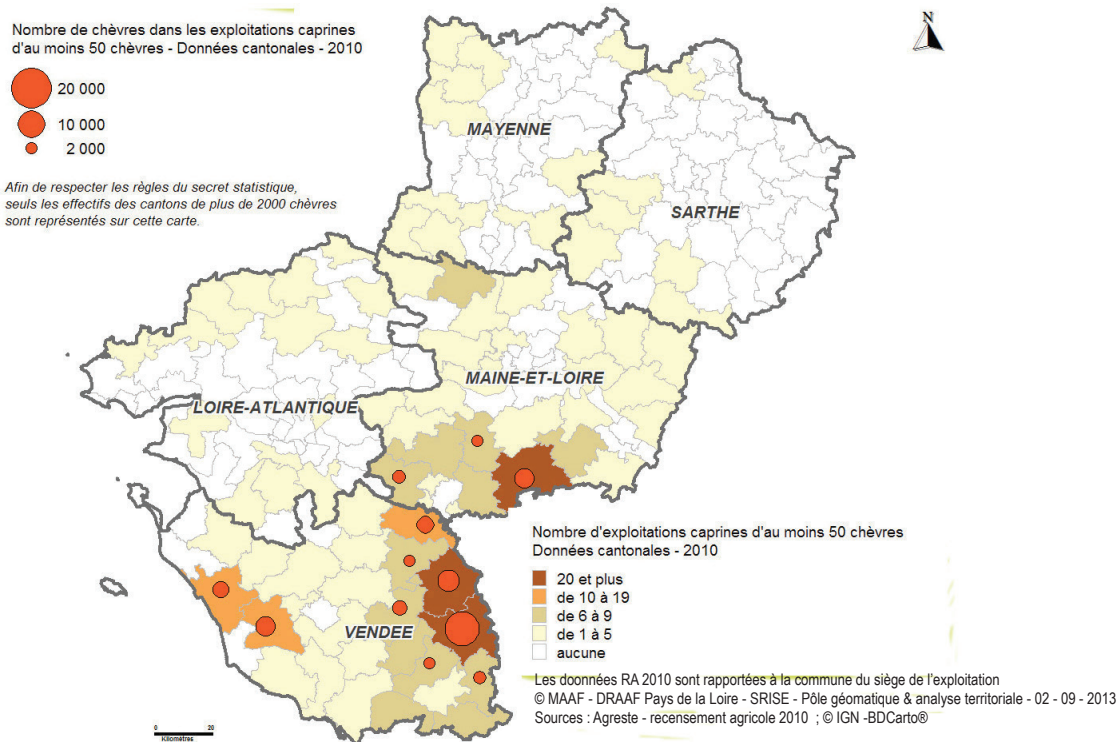 Nombre de chèvres dans les exploitations caprines
d'au moins 50 chèvres - Données cantonales - 2010
20 000
10 000
2 000
Afin de respecter les règles du secret statistique,
seuls les effectifs des cantons de plus de 2000 chèvres
sont représentés sur cette carte.
N
MAYENNE
SARTHE
MAINE-ET-LOIRE
LOIRE-ATLANTIQUE
VENDEE
Nombre d'exploitations caprines d'au moins 50 chèvres
Données cantonales - 2010
20 et plus
de 10 à 19
de 6 à 9
de 1 à 5
aucune
Les doonnées RA 2010 sont rapportées à la commune du siège de l'exploitation
© MAAF - DRAAF Pays de la Loire - SRISE - Pôle géomatique & analyse territoriale - 02 - 09 - 2013
Sources : Agreste - recensement agricole 2010 ; © IGN -BDCarto®
0 20
Kilomètres